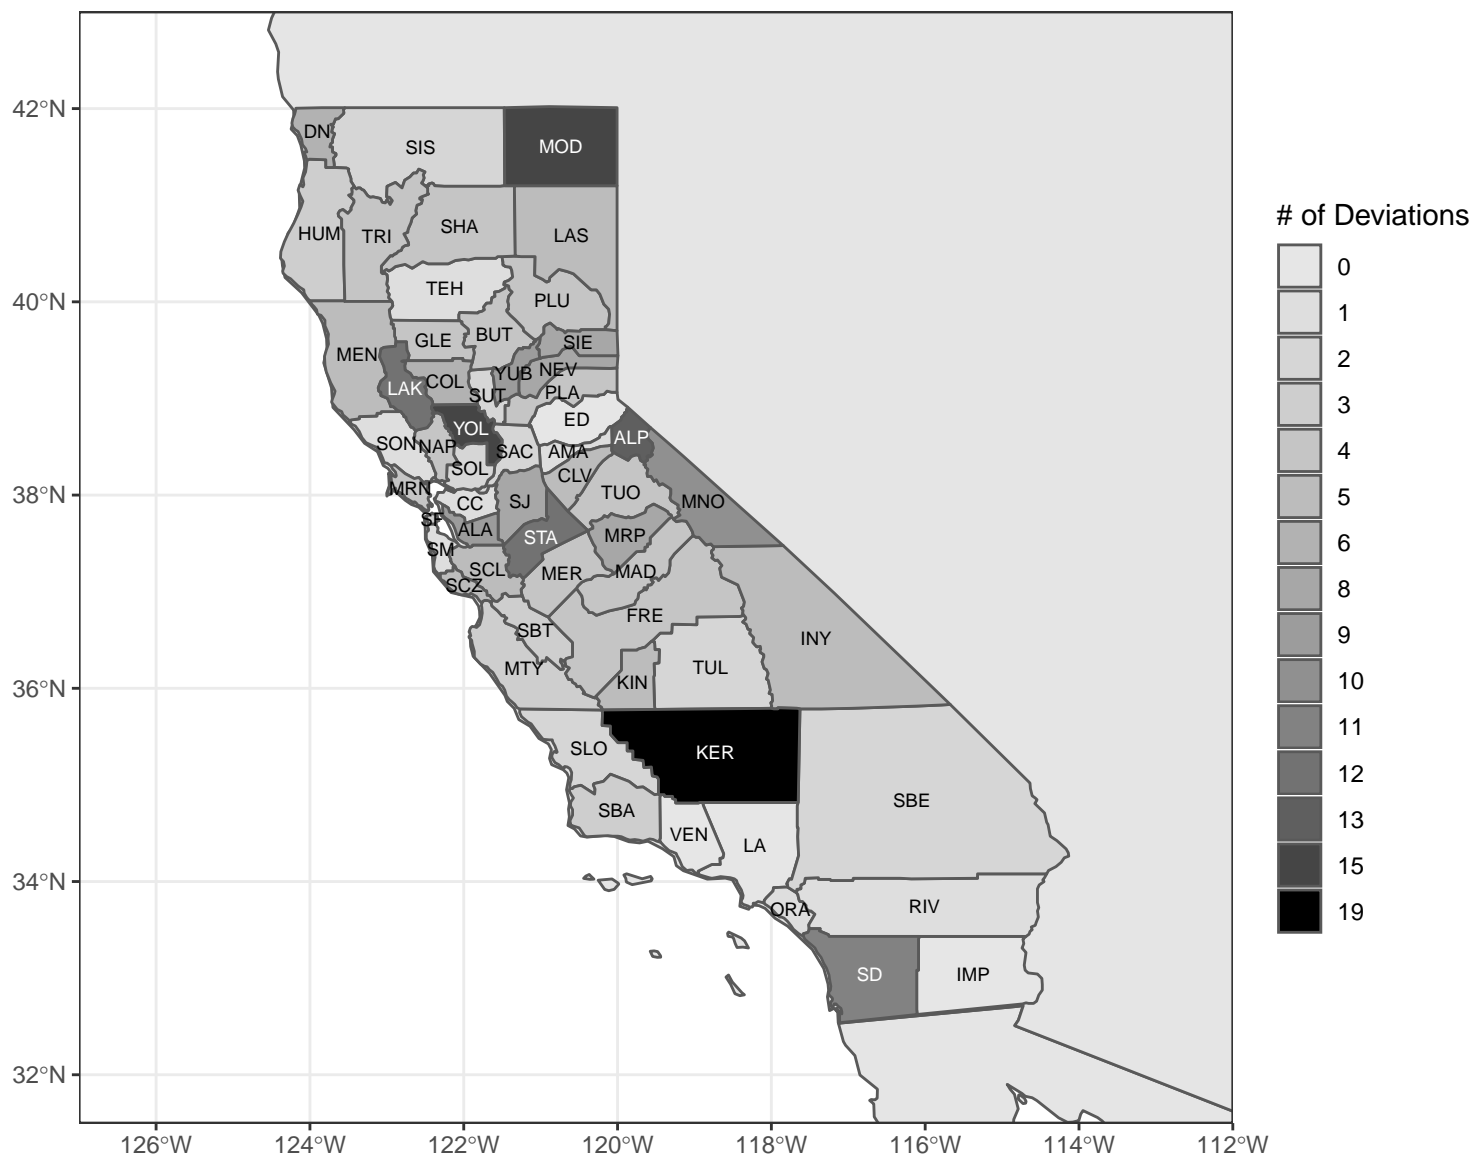 42°N
40°N
38°N
36°N
34°N
32°N
126°W
124°W
122°W
120°W
118°W
116°W
114°W
112°W
DN
SIS
MOD
HUM
TRI
SHA
LAS
TEH
PLU
MEN
GLE
BUT
SIE
LAK
COL
YUB
NEV
SUT
PLA
ED
YOL
ALP
SON
NAP
SAC
AMA
SOL
CLV
MRN
CC
SJ
TUO
MNO
SF
ALA
STA
MRP
SM
SCL
MER
MAD
SCZ
FRE
SBT
INY
MTY
KIN
TUL
SLO
KER
SBA
SBE
VEN
LA
ORA
RIV
SD
IMP
# of Deviations
0
1
2
3
4
5
6
8
9
10
11
12
13
15
19